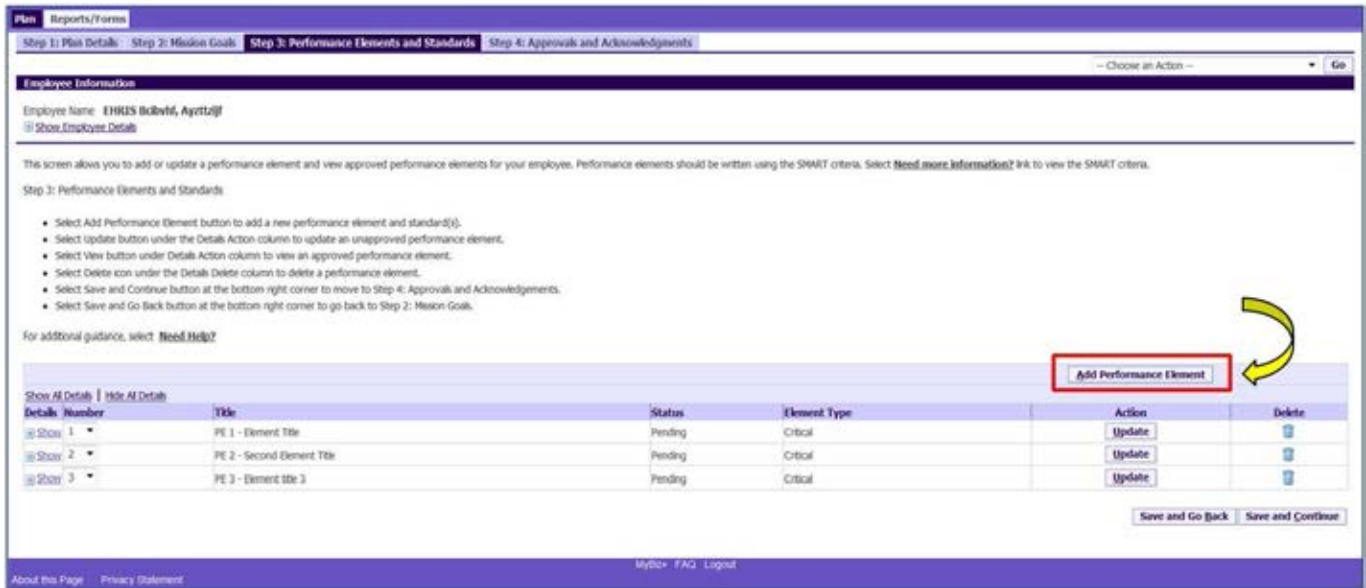 Plan Reports/Forms
Step 1: Plan Details Step 2: Mission Goals Step 3: Performance Elements and Standards Step 4: Approvals and Acknowledgments
-- Choose an Action -- Go
Employee Information
Employee Name EHRIS Bcibvhf, Ayzttzijf
Show Employee Details
This screen allows you to add or update a performance element and view approved performance elements for your employee. Performance elements should be written using the SMART criteria. Select Need more information? link to view the SMART criteria.
Step 3: Performance Elements and Standards
• Select Add Performance Element button to add a new performance element and standard(s).
• Select Update button under the Details Action column to update an unapproved performance element.
• Select View button under Details Action column to view an approved performance element.
• Select Delete icon under the Details Delete column to delete a performance element.
• Select Save and Continue button at the bottom right corner to move to Step 4: Approvals and Acknowledgements.
• Select Save and Go Back button at the bottom right corner to go back to Step 2: Mission Goals.
For additional guidance, select Need Help?
Add Performance Element
Show All Details | Hide All Details
Details Number Title Status Element Type Action Delete
Show 1 PE 1 - Element Title Pending Critical Update
Show 2 PE 2 - Second Element Title Pending Critical Update
Show 3 PE 3 - Element title 3 Pending Critical Update
Save and Go Back Save and Continue
MyBiz+ FAQ Logout
About this Page Privacy Statement